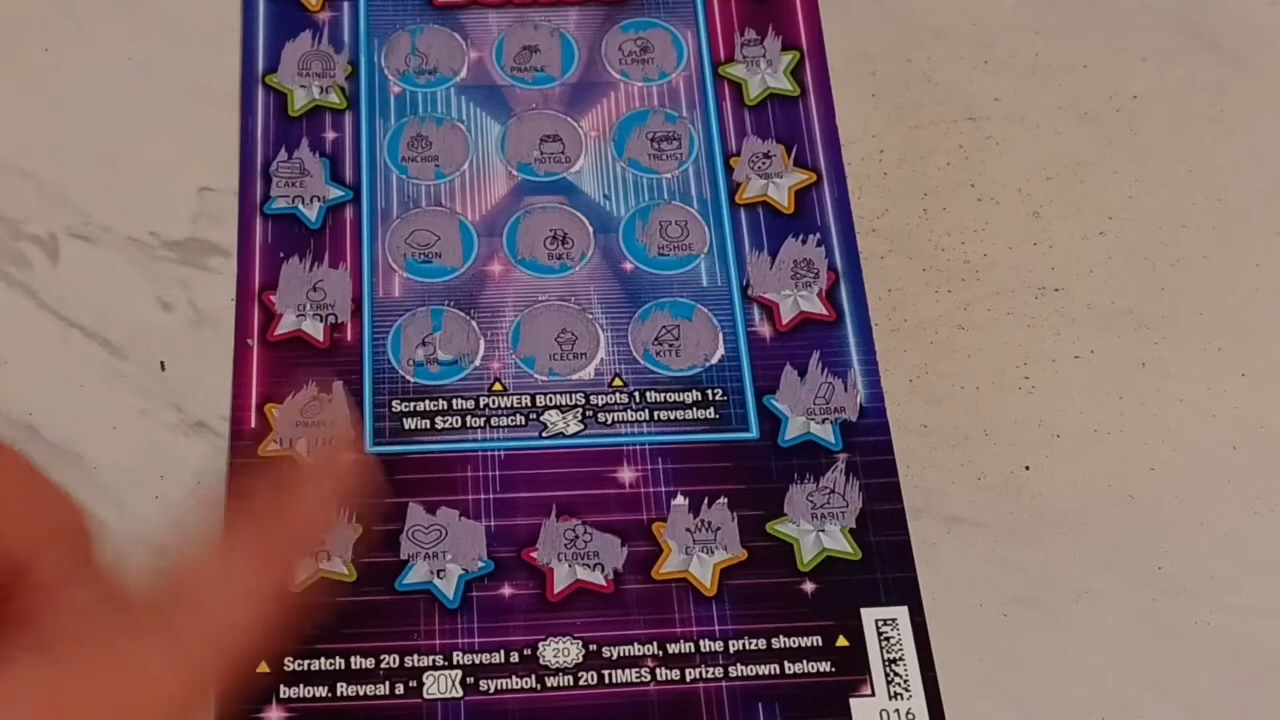 RAINBW
PNAPLE
ELPHNT
ANCHOR
POTGLD
TRCHST
CAKE
LEMON
BIKE
HSHOE
CHERRY
FIRE
ICECRM
KITE
Scratch the POWER BONUS spots 1 through 12.
Win $20 for each " " symbol revealed.
GLDBAR
RABIT
HEART
CLOVER
CROWN
Scratch the 20 stars. Reveal a " 20 " symbol, win the prize shown
below. Reveal a " 20X " symbol, win 20 TIMES the prize shown below.
016